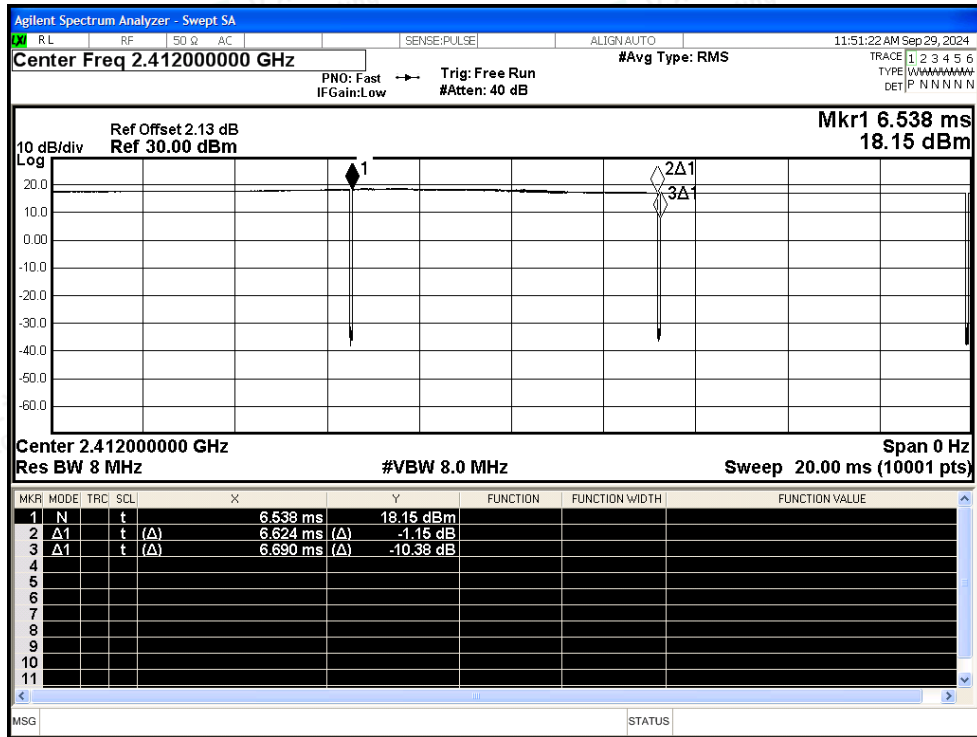 Agilent Spectrum Analyzer - Swept SA
LXI RL RF 50 Ω AC SENSE:PULSE ALIGN AUTO 11:51:22 AM Sep 29, 2024
Center Freq 2.412000000 GHz
PNO: Fast
IFGain:Low
Trig: Free Run
#Atten: 40 dB
#Avg Type: RMS
TRACE 1 2 3 4 5 6
TYPE
DET P N N N N N
Mkr1 6.538 ms
18.15 dBm
Ref Offset 2.13 dB
10 dB/div Ref 30.00 dBm
Log
1
2Δ1
3Δ1
20.0
10.0
0.00
-10.0
-20.0
-30.0
-40.0
-50.0
-60.0
Center 2.412000000 GHz Span 0 Hz
Res BW 8 MHz #VBW 8.0 MHz Sweep 20.00 ms (10001 pts)
MKR MODE TRC SCL X Y FUNCTION FUNCTION WIDTH FUNCTION VALUE
1 N t 6.538 ms 18.15 dBm
2 Δ1 t (Δ) 6.624 ms (Δ) -1.15 dB
3 Δ1 t (Δ) 6.690 ms (Δ) -10.38 dB
4
5
6
7
8
9
10
11
MSG STATUS